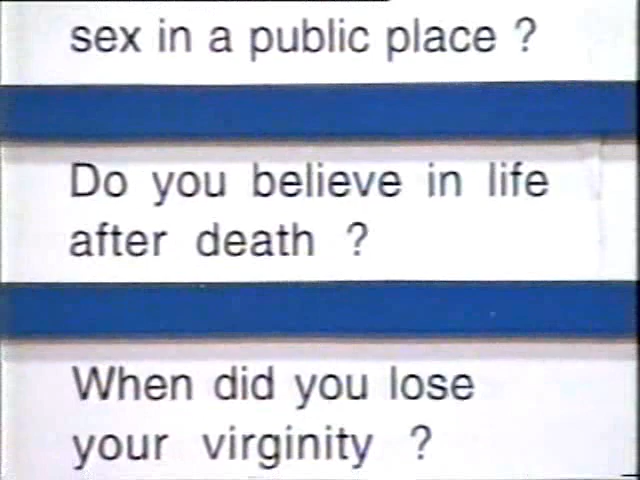 sex in a public place ?
Do you believe in life
after death ?
When did you lose
your virginity ?